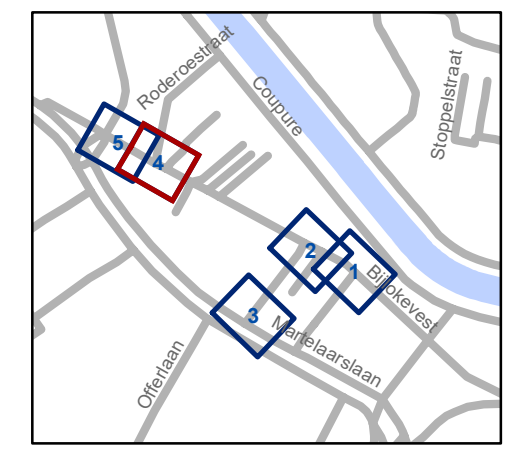 Roderoestraat
Coupure
Stoppelstraat
5
4
2
1
Bijlokevest
3
Martelaarslaan
Offerlaan